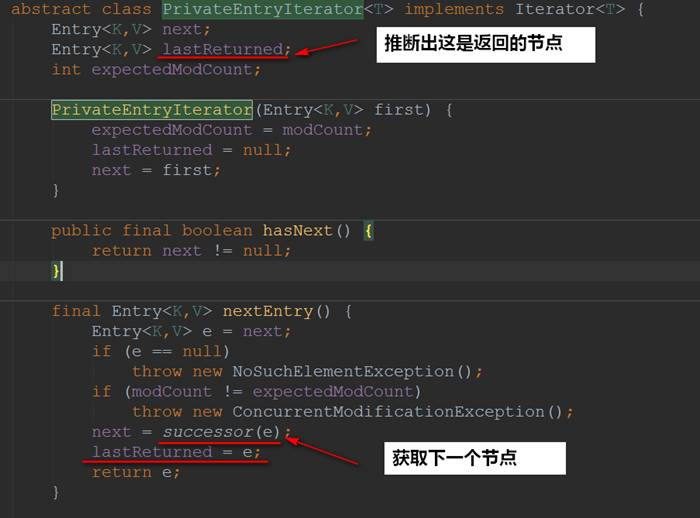 abstract class PrivateEntryIterator<T> implements Iterator<T> {
Entry<K,V> next;
Entry<K,V> lastReturned;
推断出这是返回的节点
int expectedModCount;
PrivateEntryIterator(Entry<K,V> first) {
expectedModCount = modCount;
lastReturned = null;
next = first;
}
public final boolean hasNext() {
return next != null;
}
final Entry<K,V> nextEntry() {
Entry<K,V> e = next;
if (e == null)
throw new NoSuchElementException();
if (modCount != expectedModCount)
throw new ConcurrentModificationException();
next = successor(e);
lastReturned = e;
获取下一个节点
return e;
}